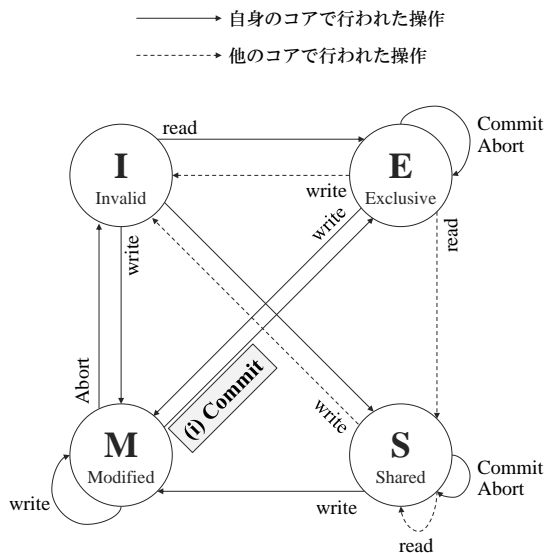 自身のコアで行われた操作
他のコアで行われた操作
read
Commit
Abort
I
Invalid
E
Exclusive
write
write
write
read
Abort
(i) Commit
write
M
Modified
S
Shared
Commit
Abort
write
write
read